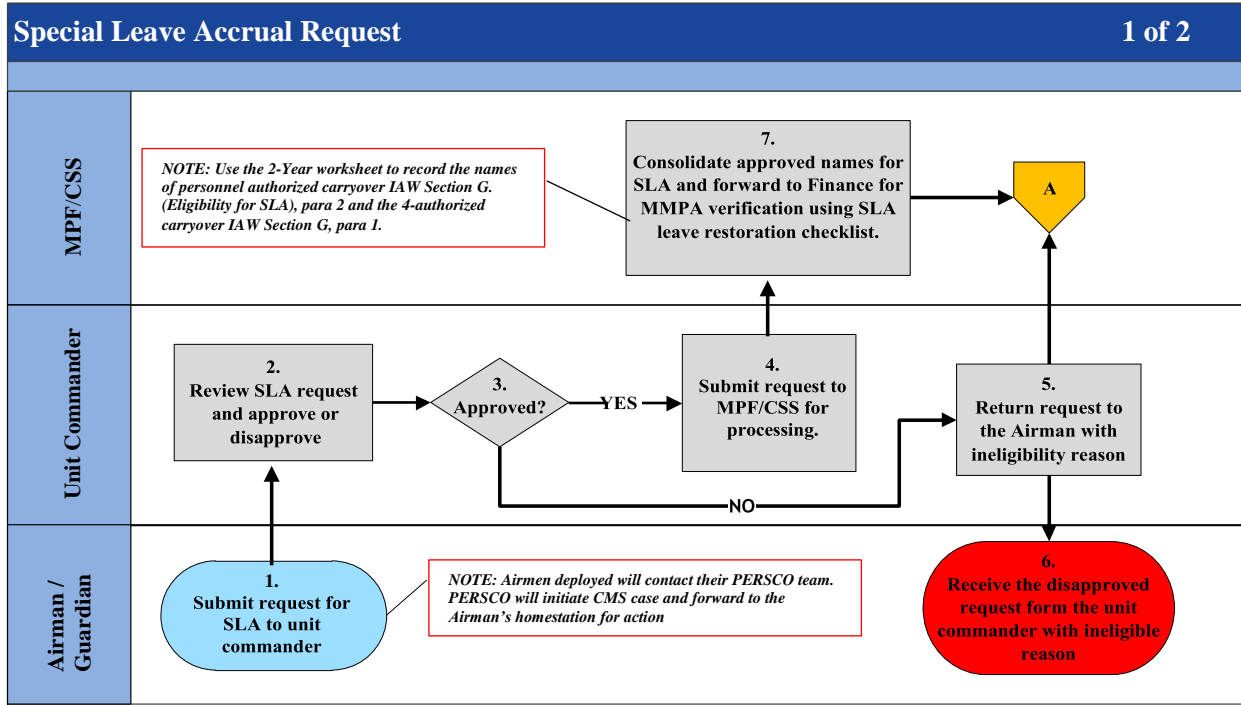 Special Leave Accrual Request
1 of 2
MPF/CSS
NOTE: Use the 2-Year worksheet to record the names
of personnel authorized carryover IAW Section G.
(Eligibility for SLA), para 2 and the 4-authorized
carryover IAW Section G, para 1.
7.
Consolidate approved names for
SLA and forward to Finance for
MMPA verification using SLA
leave restoration checklist.
A
Unit Commander
2.
Review SLA request
and approve or
disapprove
3.
Approved?
YES
4.
Submit request to
MPF/CSS for
processing.
5.
Return request to
the Airman with
ineligibility reason
NO
Airman /
Guardian
1.
Submit request for
SLA to unit
commander
NOTE: Airmen deployed will contact their PERSCO team.
PERSCO will initiate CMS case and forward to the
Airman's homestation for action
6.
Receive the disapproved
request form the unit
commander with ineligible
reason